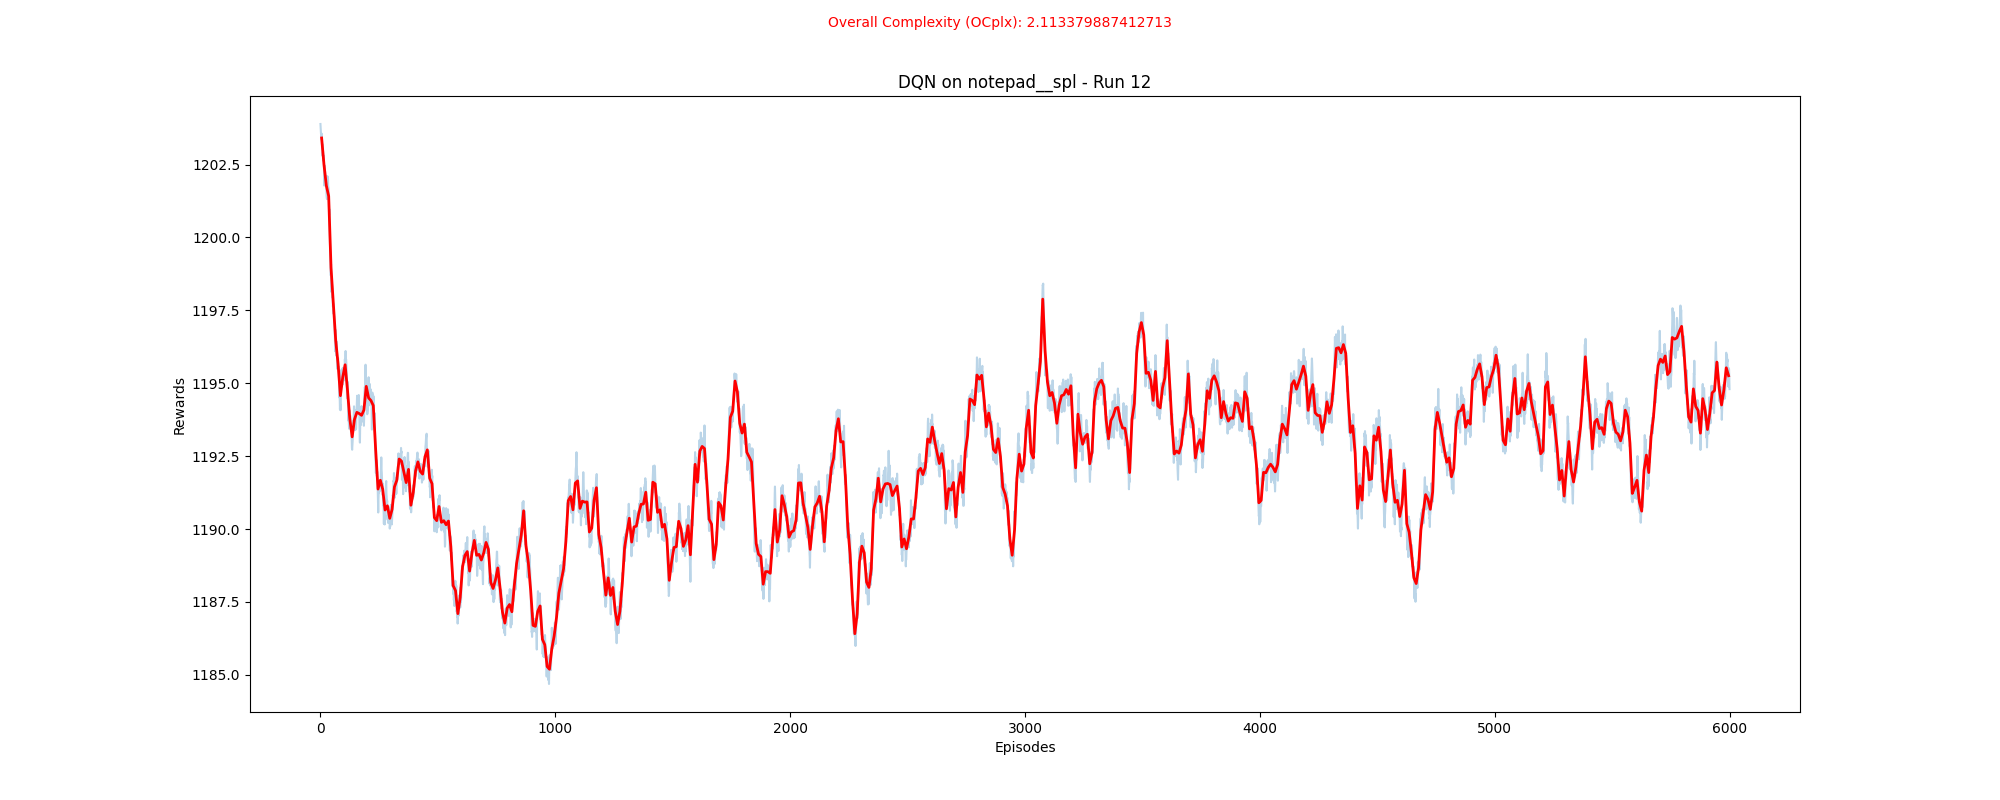 Overall Complexity (OCplx): 2.113379887412713
DQN on notepad__spl - Run 12
Rewards
1202.5
1200.0
1197.5
1195.0
1192.5
1190.0
1187.5
1185.0
0 1000 2000 3000 4000 5000 6000
Episodes